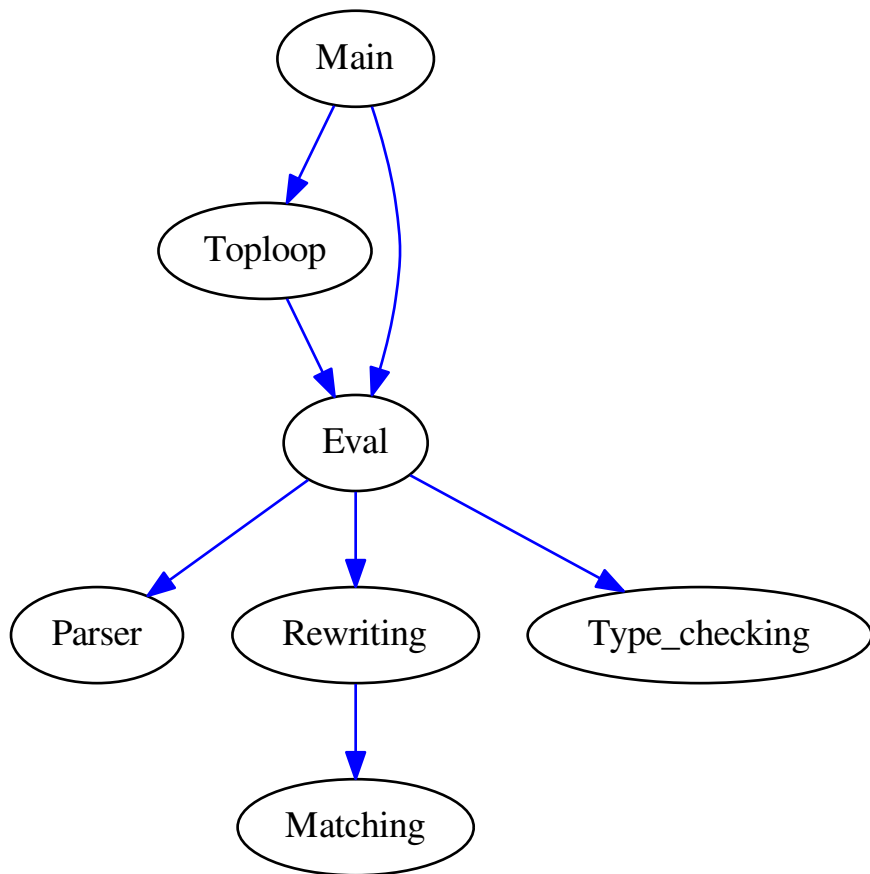 Main
Toploop
Eval
Parser
Rewriting
Type_checking
Matching